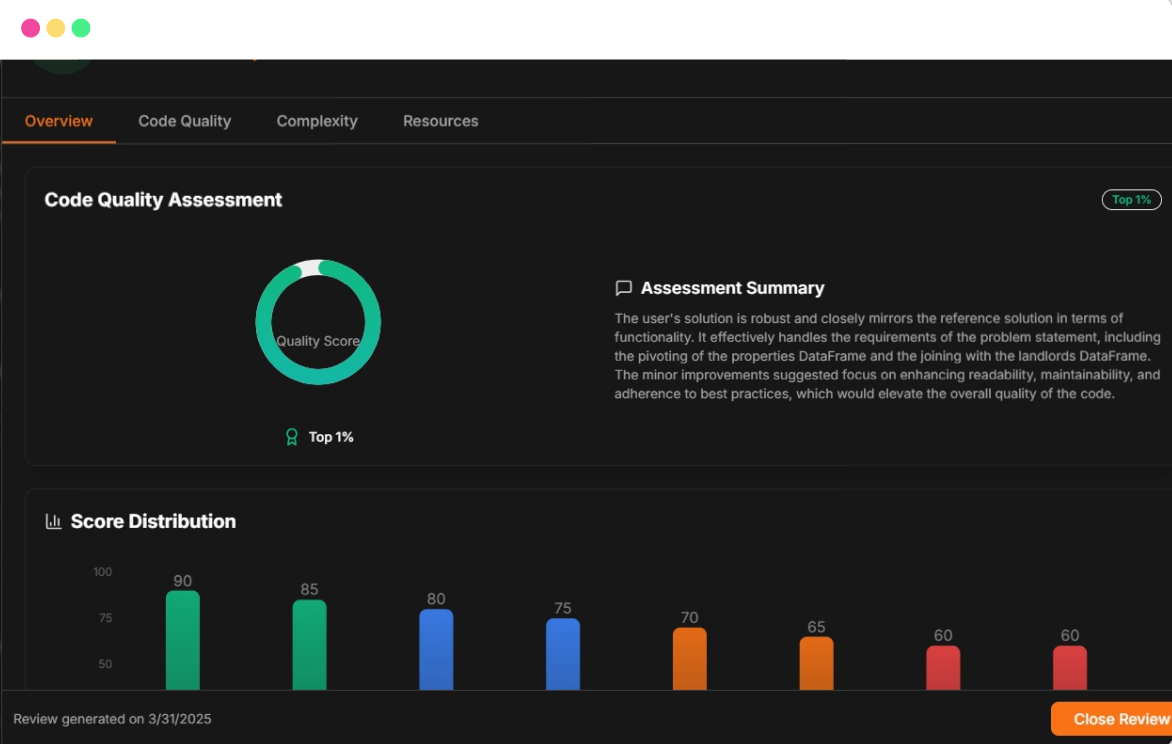 Overview Code Quality Complexity Resources
Code Quality Assessment
Top 1%
Quality Score
Top 1%
Assessment Summary
The user's solution is robust and closely mirrors the reference solution in terms of
functionality. It effectively handles the requirements of the problem statement, including
the pivoting of the properties DataFrame and the joining with the landlords DataFrame.
The minor improvements suggested focus on enhancing readability, maintainability, and
adherence to best practices, which would elevate the overall quality of the code.
Score Distribution
100
75
50
90 85 80 75 70 65 60 60
Review generated on 3/31/2025
Close Review